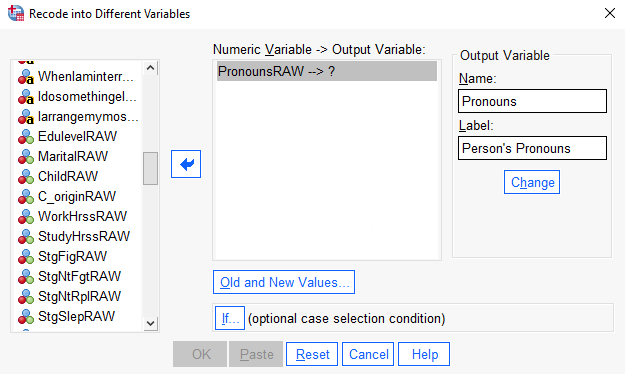 Recode into Different Variables
Numeric Variable -> Output Variable:
PronounsRAW --> ?
WhenIaminterr...
Idosomethingel...
Iarrangemymos...
EdulevelRAW
MaritalRAW
ChildRAW
C_originRAW
WorkHrssRAW
StudyHrssRAW
StgFigRAW
StgNtFgtRAW
StgNtRplRAW
StgSlepRAW
Output Variable
Name:
Pronouns
Label:
Person's Pronouns
Change
Old and New Values...
If... (optional case selection condition)
OK Paste Reset Cancel Help